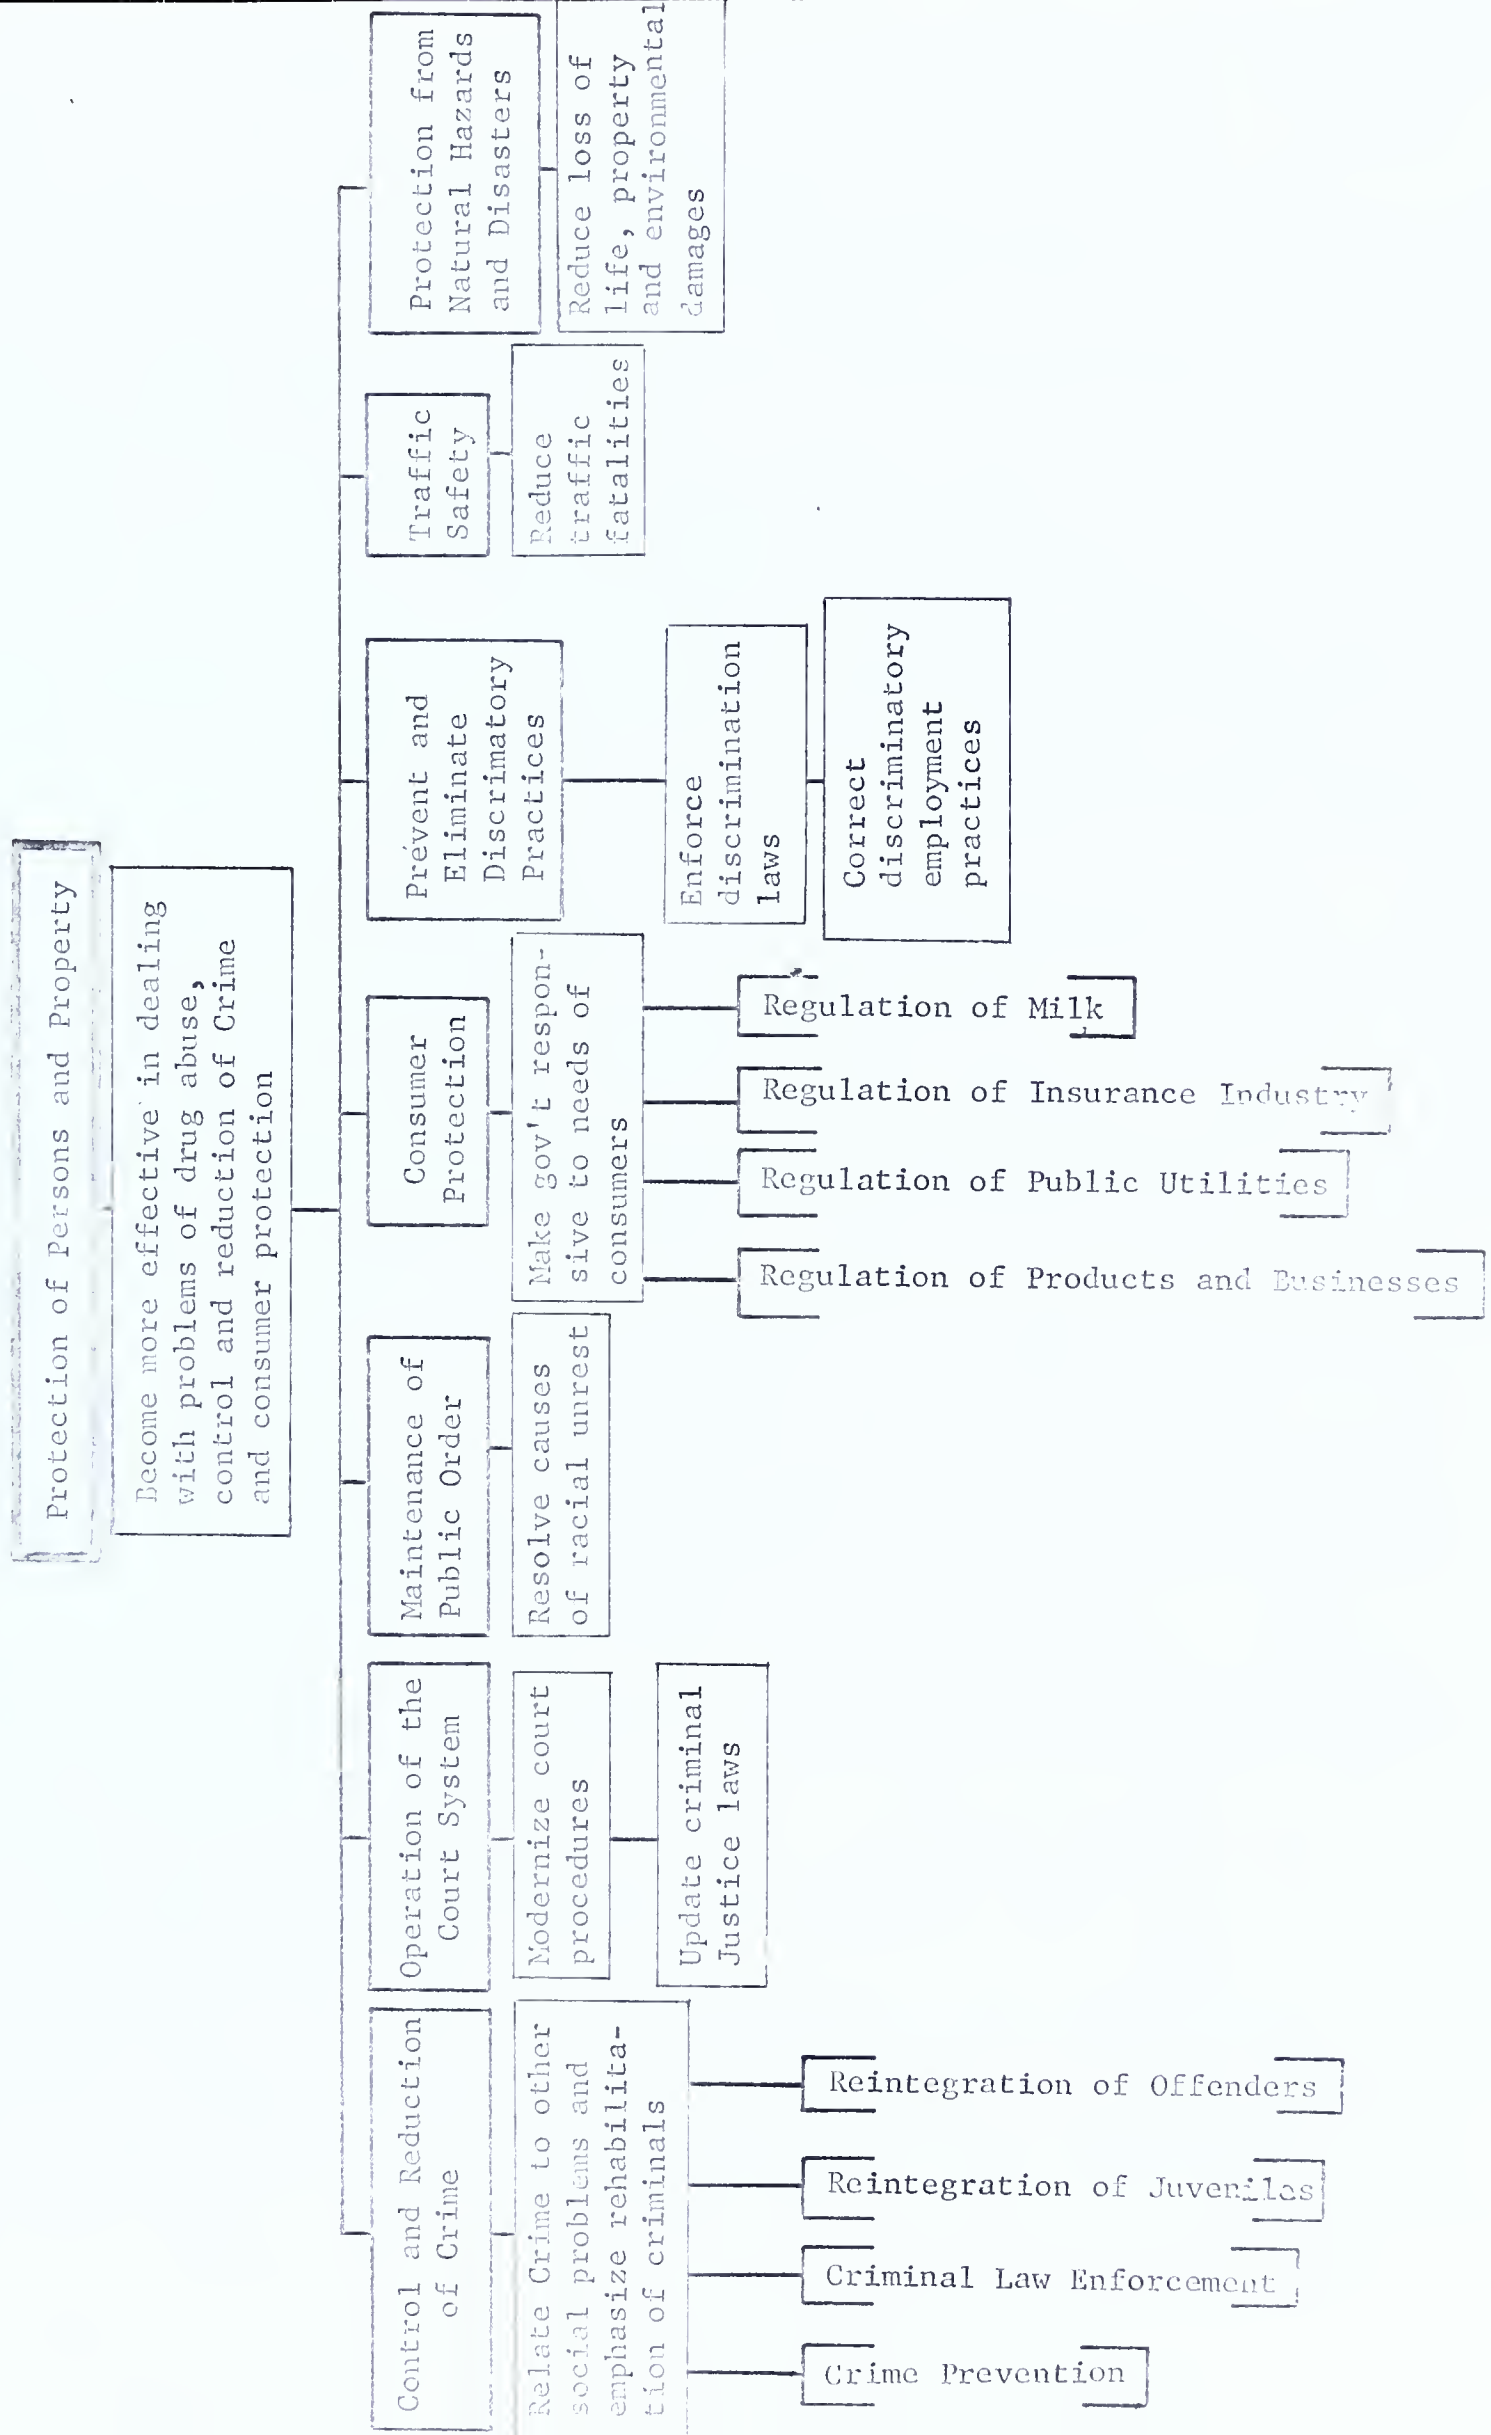 Protection of Persons and Property
Become more effective in dealing
with problems of drug abuse,
control and reduction of Crime
and consumer protection
Control and Reduction
of Crime
Relate Crime to other
social problems and
emphasize rehabilita-
tion of criminals
Crime Prevention
Criminal Law Enforcement
Reintegration of Juveniles
Reintegration of Offenders
Operation of the
Court System
Modernize court
procedures
Update criminal
Justice laws
Maintenance of
Public Order
Resolve causes
of racial unrest
Consumer
Protection
Make gov't respon-
sive to needs of
consumers
Regulation of Products and Businesses
Regulation of Public Utilities
Regulation of Insurance Industry
Regulation of Milk
Prevent and
Eliminate
Discrimatory
Practices
Enforce
discrimination
laws
Correct
discriminatory
employment
practices
Traffic
Safety
Reduce
traffic
fatalities
Protection from
Natural Hazards
and Disasters
Reduce loss of
life, property
and environmental
damages